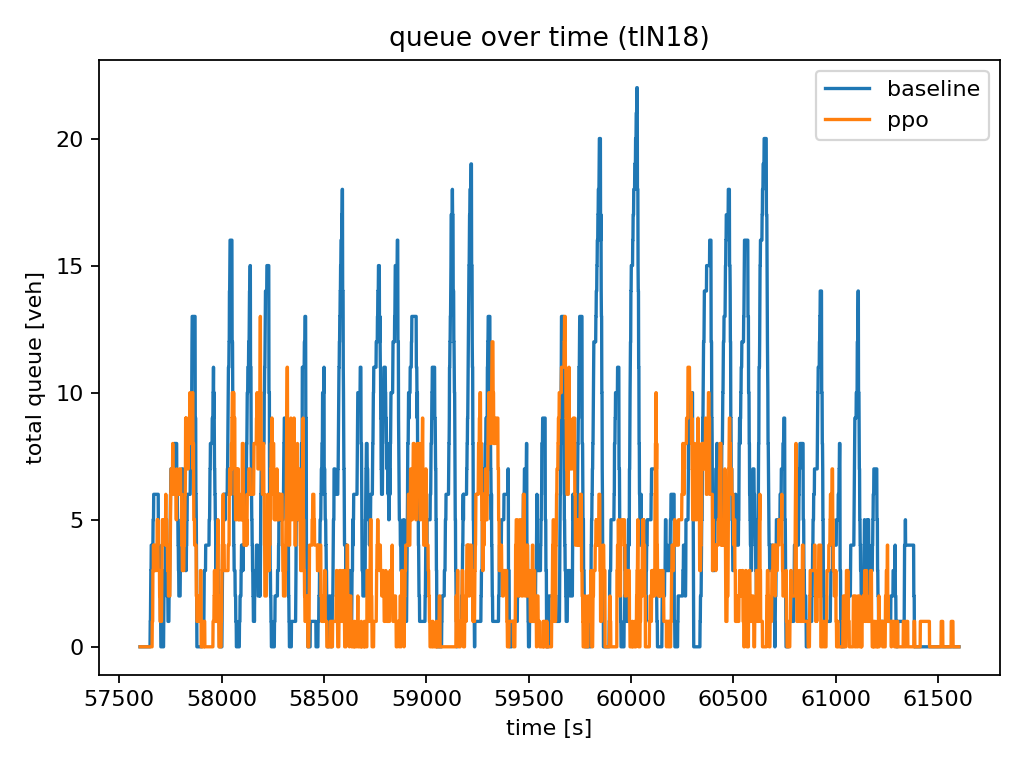 queue over time (tlN18)
baseline
ppo
total queue [veh]
20
15
10
5
0
57500 58000 58500 59000 59500 60000 60500 61000 61500
time [s]